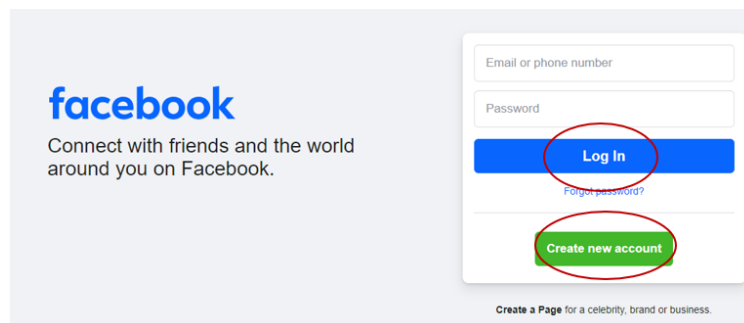 facebook
Connect with friends and the world
around you on Facebook.
Email or phone number
Password
Log In
Forgot password?
Create new account
Create a Page for a celebrity, brand or business.